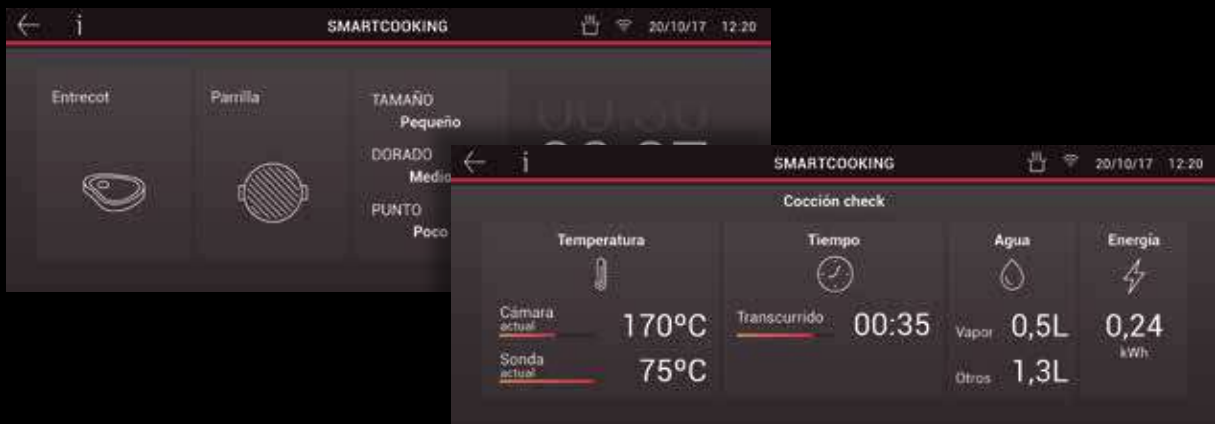 i SMARTCOOKING 20/10/17 12:20
Entrecot
Parrilla
TAMAÑO
Pequeño
DORADO
Medio
PUNTO
Poco
i SMARTCOOKING 20/10/17 12:20
Cocción check
Temperatura
Cámara
actual
170ºC
Sonda
actual
75ºC
Tiempo
Transcurrido 00:35
Agua
Vapor 0,5L
Otros 1,3L
Energía
0,24
kWh